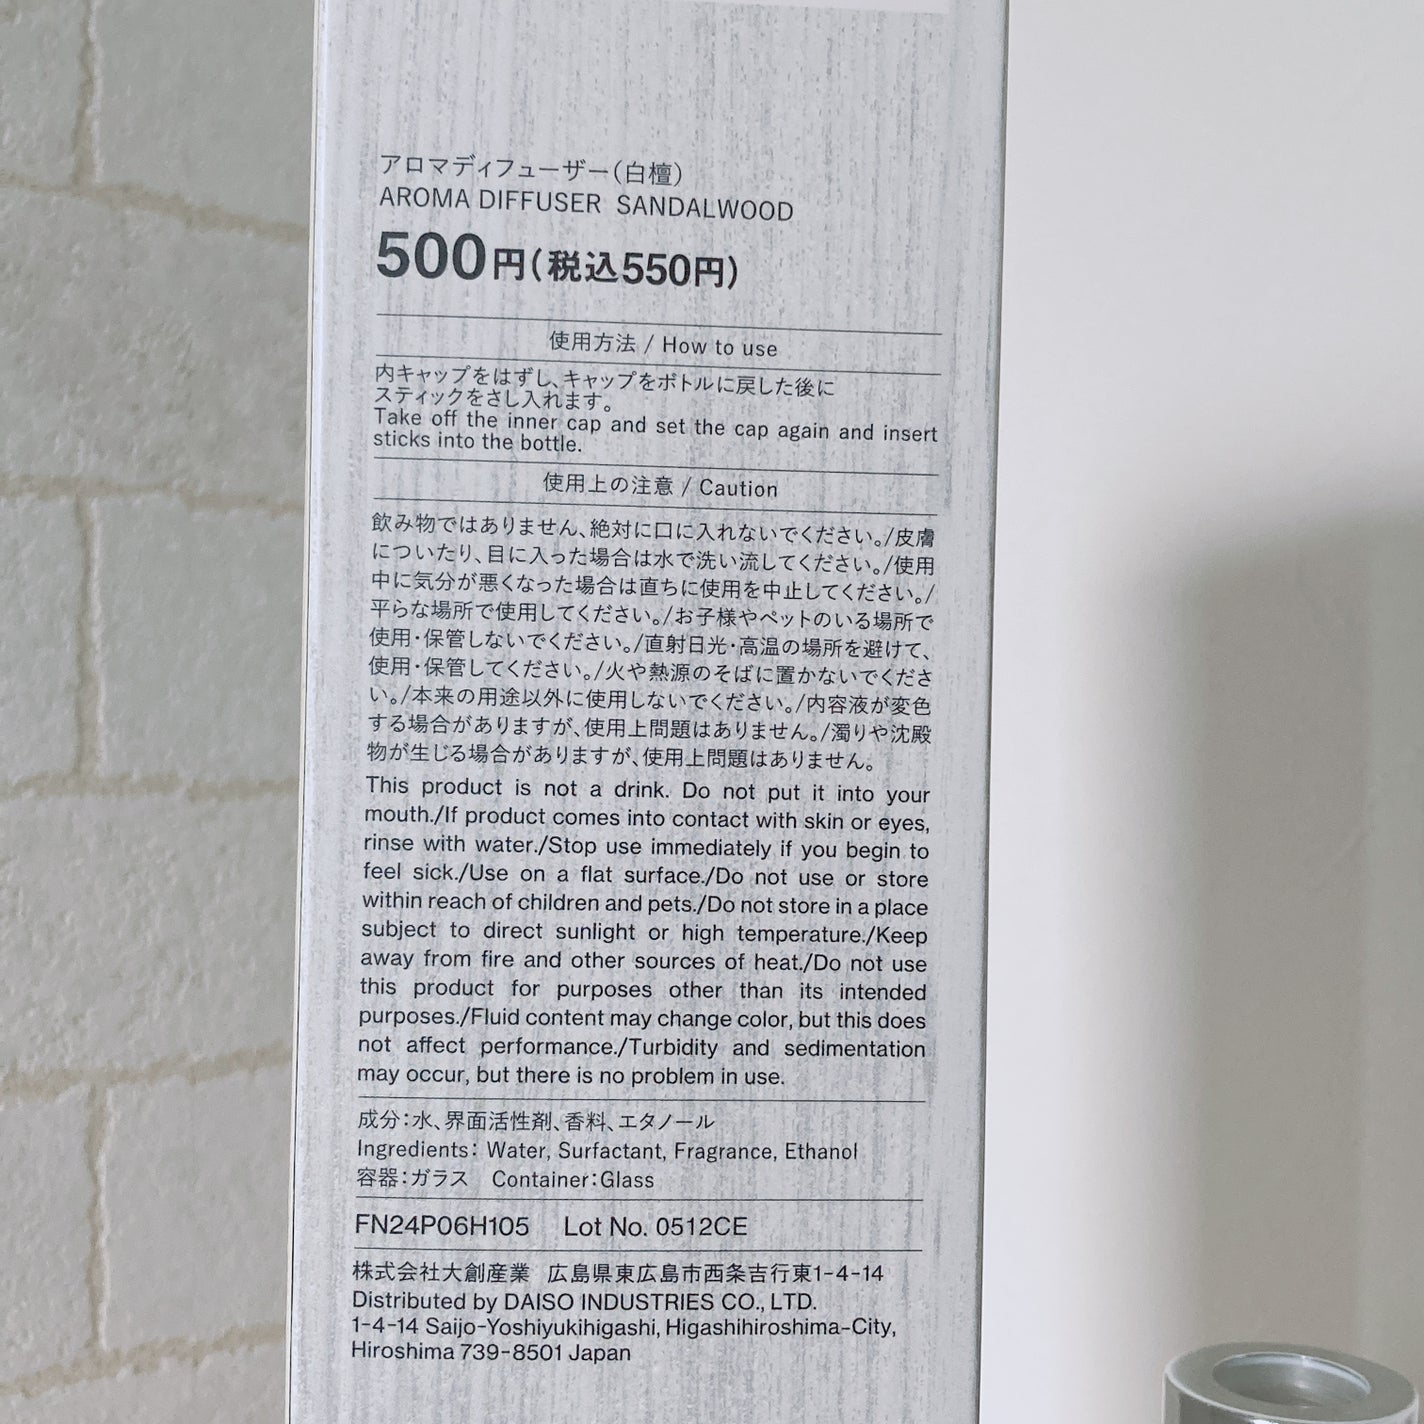 アロマディフューザー（白檀）
AROMA DIFFUSER SANDALWOOD
500円（税込550円）
使用方法 / How to use
内キャップをはずし、キャップをボトルに戻した後に
スティックをさし入れます。
Take off the inner cap and set the cap again and insert
sticks into the bottle.
使用上の注意 / Caution
飲み物ではありません、絶対に口に入れないでください。/皮膚
についたり、目に入った場合は水で洗い流してください。/使用
中に気分が悪くなった場合は直ちに使用を中止してください。/
平らな場所で使用してください。/お子様やペットのいる場所で
使用・保管しないでください。/直射日光・高温の場所を避けて、
使用・保管してください。/火や熱源のそばに置かないでくださ
い。/本来の用途以外に使用しないでください。/内容液が変色
する場合がありますが、使用上問題はありません。/濁りや沈殿
物が生じる場合がありますが、使用上問題はありません。
This product is not a drink. Do not put it into your
mouth./If product comes into contact with skin or eyes,
rinse with water./Stop use immediately if you begin to
feel sick./Use on a flat surface./Do not use or store
within reach of children and pets./Do not store in a place
subject to direct sunlight or high temperature./Keep
away from fire and other sources of heat./Do not use
this product for purposes other than its intended
purposes./Fluid content may change color, but this does
not affect performance./Turbidity and sedimentation
may occur, but there is no problem in use.
成分：水、界面活性剤、香料、エタノール
Ingredients: Water, Surfactant, Fragrance, Ethanol
容器：ガラス Container：Glass
FN24P06H105 Lot No. 0512CE
株式会社大創産業 広島県東広島市西条吉行東1-4-14
Distributed by DAISO INDUSTRIES CO., LTD.
1-4-14 Saijo-Yoshiyukihigashi, Higashihiroshima-City,
Hiroshima 739-8501 Japan